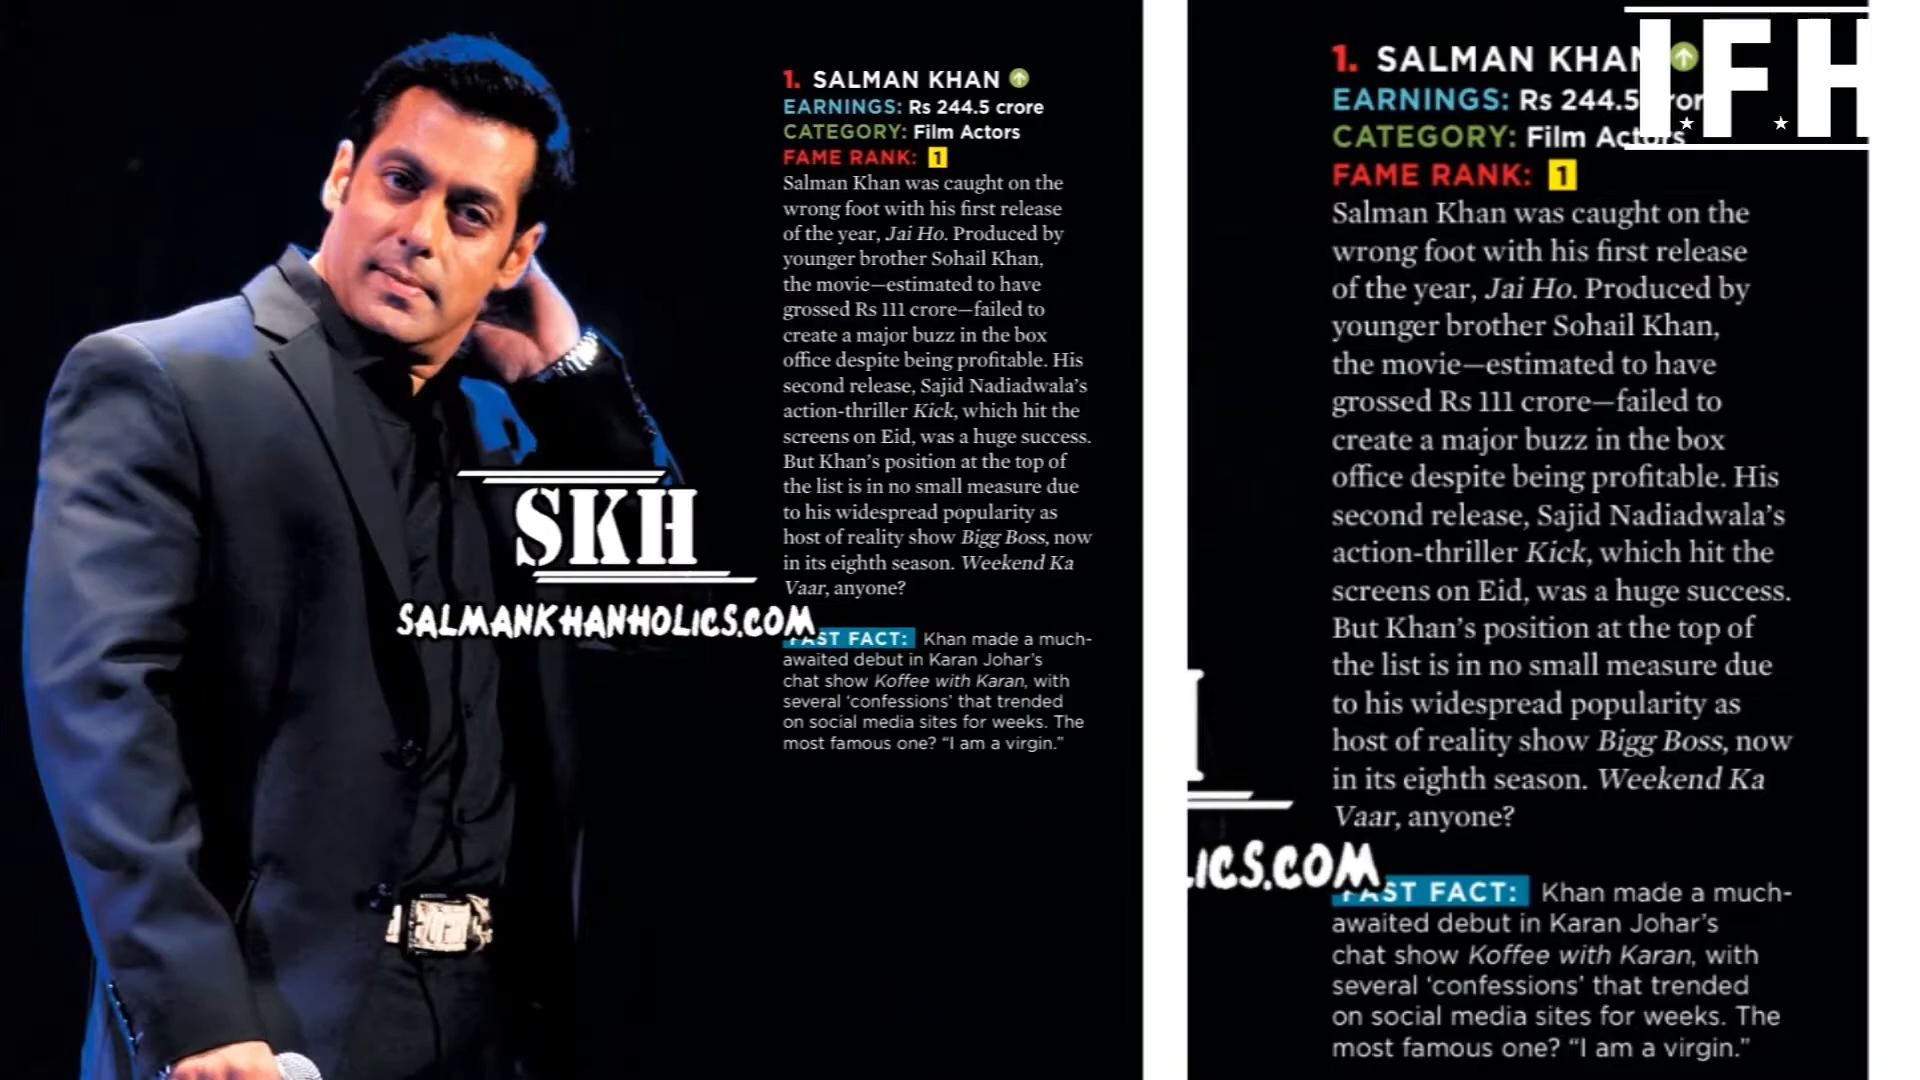 1. SALMAN KHAN
EARNINGS: Rs 244.5 crore
CATEGORY: Film Actors
FAME RANK: 1
Salman Khan was caught on the
wrong foot with his first release
of the year, Jai Ho. Produced by
younger brother Sohail Khan,
the movie—estimated to have
grossed Rs 111 crore—failed to
create a major buzz in the box
office despite being profitable. His
second release, Sajid Nadiadwala's
action-thriller Kick, which hit the
screens on Eid, was a huge success.
But Khan's position at the top of
the list is in no small measure due
to his widespread popularity as
host of reality show Bigg Boss, now
in its eighth season. Weekend Ka
Vaar, anyone?
FAST FACT: Khan made a much-
awaited debut in Karan Johar's
chat show Koffee with Karan, with
several 'confessions' that trended
on social media sites for weeks. The
most famous one? “I am a virgin.”
SKH
SALMANKHANHOLICS.COM
I.F.H
1. SALMAN KHAN
EARNINGS: Rs 244.5 crore
CATEGORY: Film Actors
FAME RANK: 1
Salman Khan was caught on the
wrong foot with his first release
of the year, Jai Ho. Produced by
younger brother Sohail Khan,
the movie—estimated to have
grossed Rs 111 crore—failed to
create a major buzz in the box
office despite being profitable. His
second release, Sajid Nadiadwala's
action-thriller Kick, which hit the
screens on Eid, was a huge success.
But Khan's position at the top of
the list is in no small measure due
to his widespread popularity as
host of reality show Bigg Boss, now
in its eighth season. Weekend Ka
Vaar, anyone?
LICS.COM
FAST FACT: Khan made a much-
awaited debut in Karan Johar's
chat show Koffee with Karan, with
several 'confessions' that trended
on social media sites for weeks. The
most famous one? “I am a virgin.”